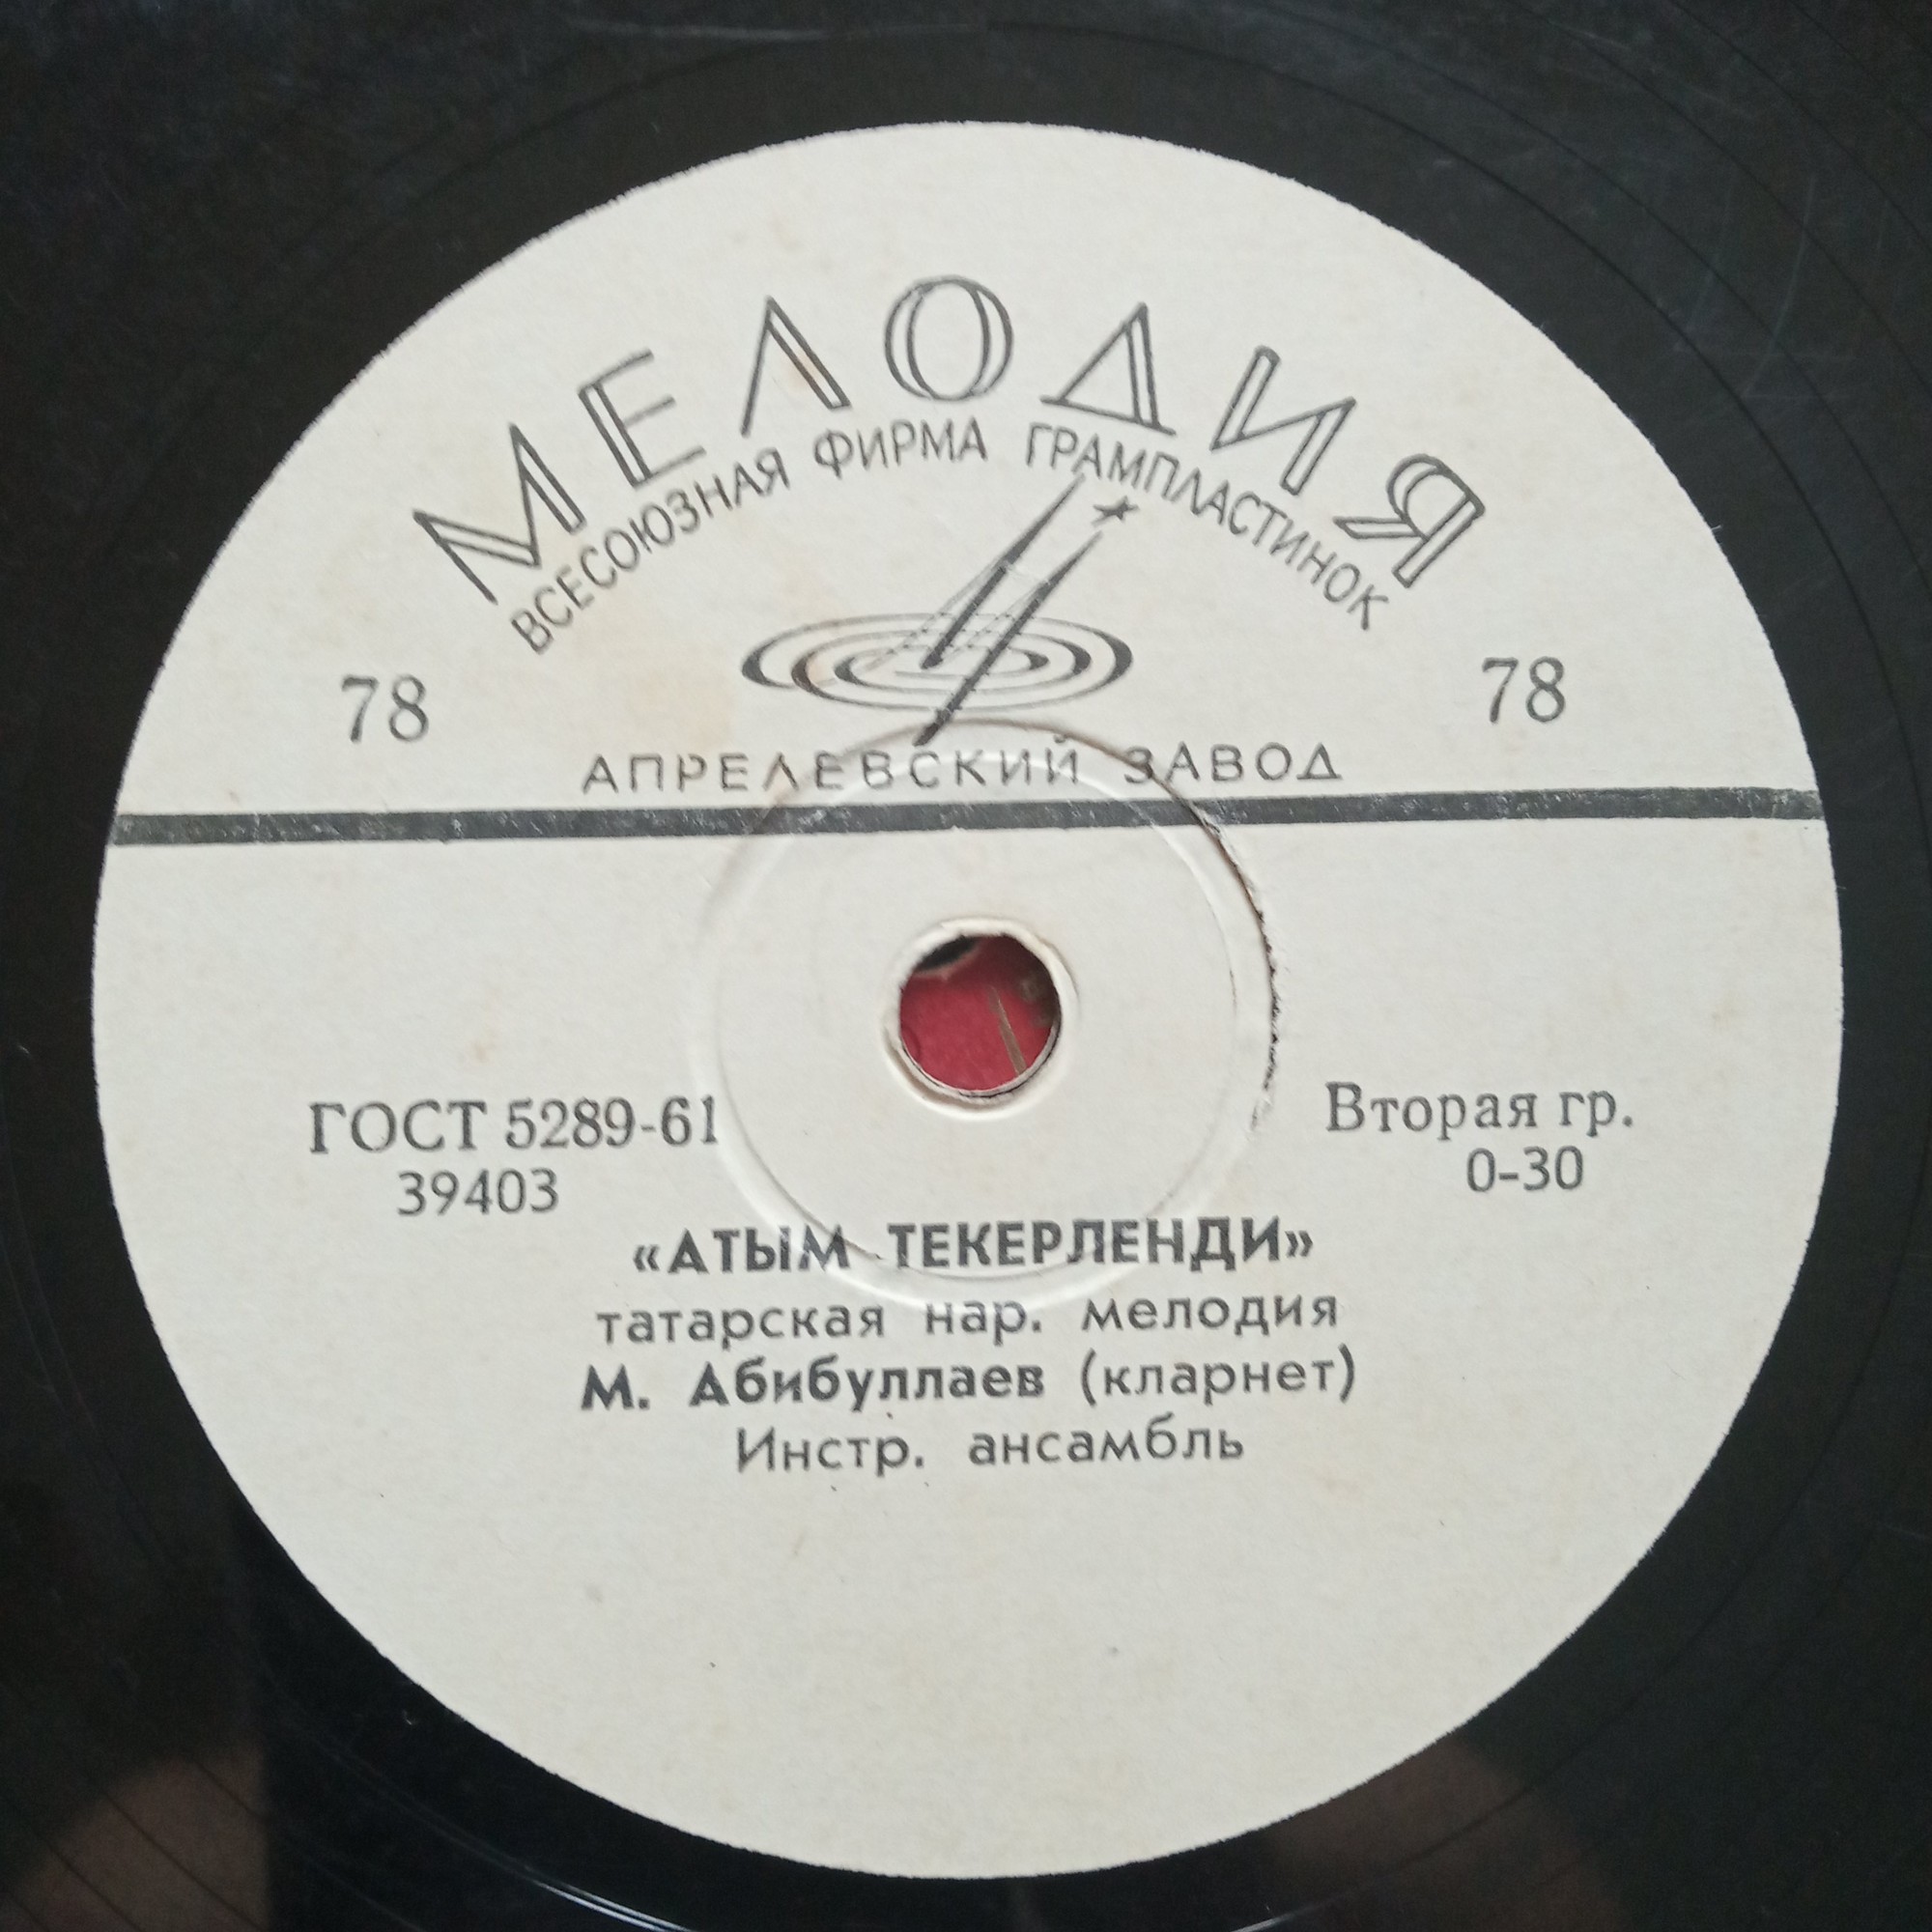 МЕЛОДИЯ
ВСЕСОЮЗНАЯ ФИРМА ГРАМПЛАСТИНОК
78 78
АПРЕЛЕВСКИЙ ЗАВОД
ГОСТ 5289-61 Вторая гр.
39403 0-30
«АТЫМ ТЕКЕРЛЕНДИ»
татарская нар. мелодия
М. Абибуллаев (кларнет)
Инстр. ансамбль